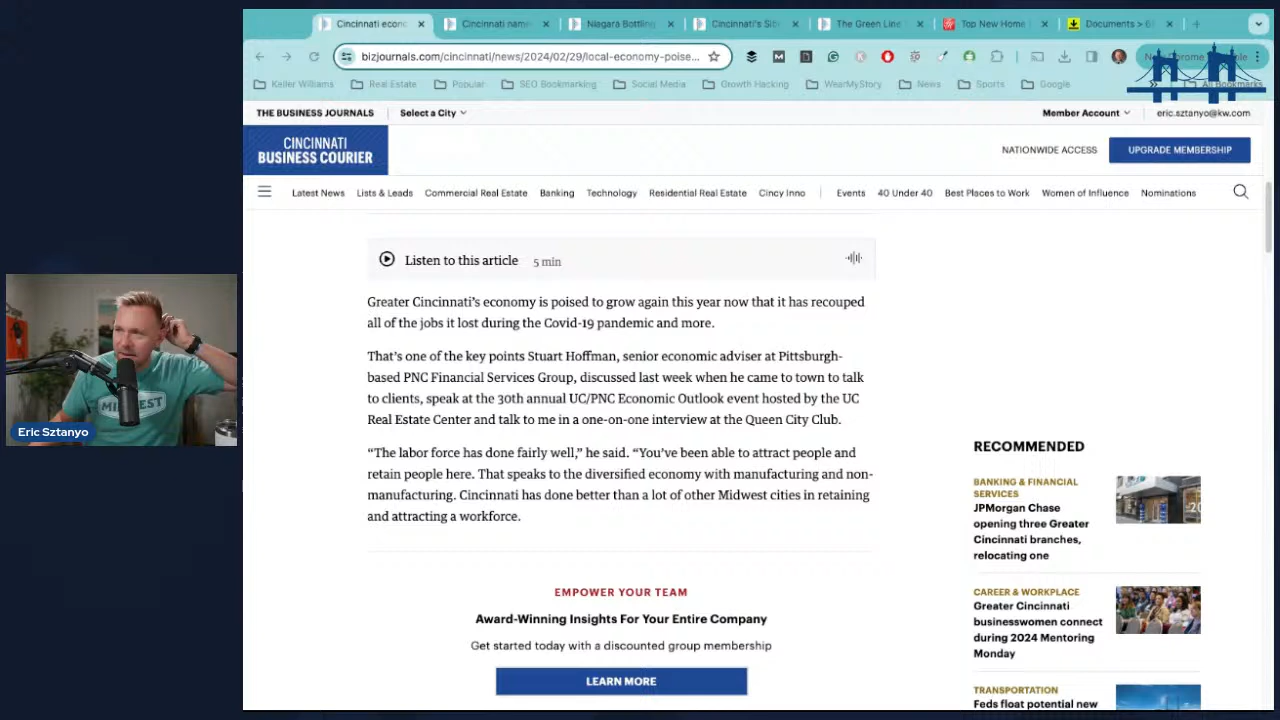 Cincinnati econ
Cincinnati name
Niagara Bottling
Cincinnati's Sib
The Green Line
Top New Home
Documents > 6
bizjournals.com/cincinnati/news/2024/02/29/local-economy-poise...
Keller Williams
Real Estate
Popular
SEO Bookmarking
Social Media
Growth Hacking
WearMyStory
News
Sports
Google
All Bookmarks
THE BUSINESS JOURNALS
Select a City
Member Account
eric.sztanyo@kw.com
CINCINNATI
BUSINESS COURIER
NATIONWIDE ACCESS
UPGRADE MEMBERSHIP
Latest News
Lists & Leads
Commercial Real Estate
Banking
Technology
Residential Real Estate
Cincy Inno
Events
40 Under 40
Best Places to Work
Women of Influence
Nominations
Listen to this article 5 min
Greater Cincinnati's economy is poised to grow again this year now that it has recouped
all of the jobs it lost during the Covid-19 pandemic and more.
That's one of the key points Stuart Hoffman, senior economic adviser at Pittsburgh-
based PNC Financial Services Group, discussed last week when he came to town to talk
to clients, speak at the 30th annual UC/PNC Economic Outlook event hosted by the UC
Real Estate Center and talk to me in a one-on-one interview at the Queen City Club.
“The labor force has done fairly well,” he said. “You've been able to attract people and
retain people here. That speaks to the diversified economy with manufacturing and non-
manufacturing. Cincinnati has done better than a lot of other Midwest cities in retaining
and attracting a workforce.
EMPOWER YOUR TEAM
Award-Winning Insights For Your Entire Company
Get started today with a discounted group membership
LEARN MORE
RECOMMENDED
BANKING & FINANCIAL
SERVICES
JPMorgan Chase
opening three Greater
Cincinnati branches,
relocating one
CAREER & WORKPLACE
Greater Cincinnati
businesswomen connect
during 2024 Mentoring
Monday
TRANSPORTATION
Feds float potential new
MIDWEST
Eric Sztanyo